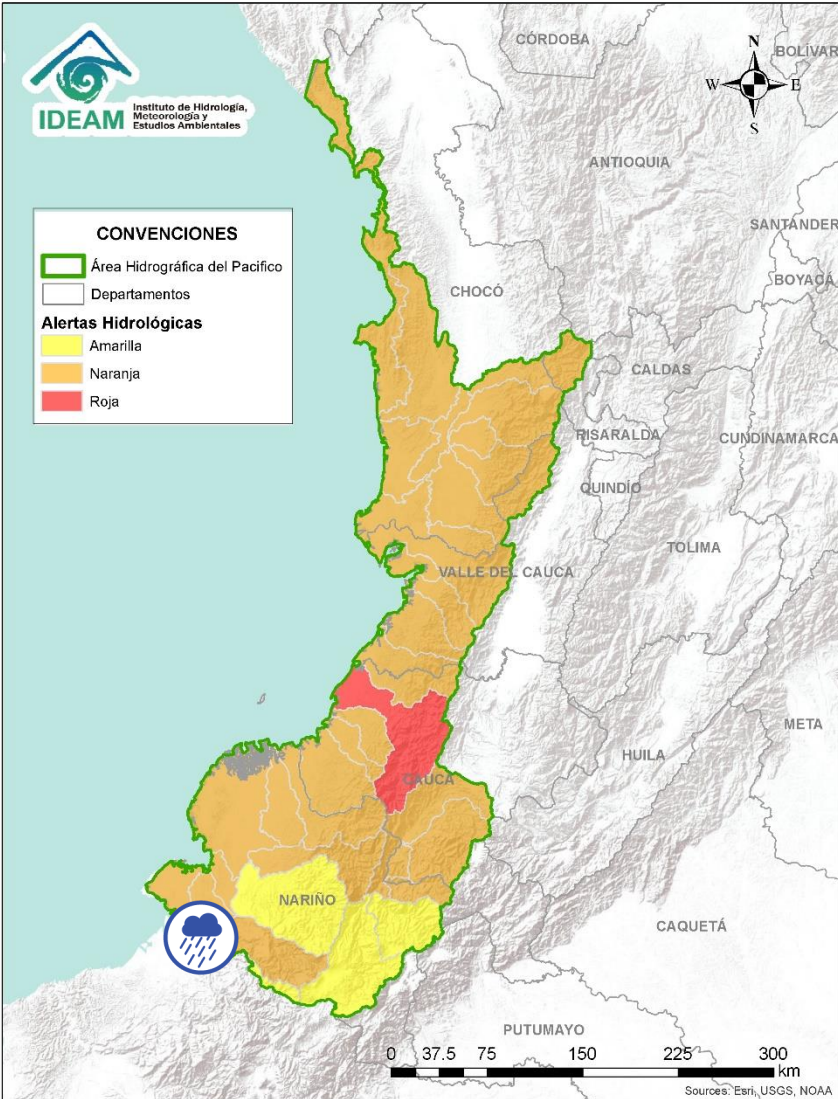 IDEAM
Instituto de Hidrología,
Meteorología y
Estudios Ambientales
CÓRDOBA
BOLÍVAR
N
W
E
S
ANTIOQUIA
SANTANDER
BOYACÁ
CHOCÓ
CONVENCIONES
Área Hidrográfica del Pacifico
Departamentos
Alertas Hidrológicas
Amarilla
Naranja
Roja
CALDAS
RISARALDA
CUNDINAMARCA
QUINDÍO
TOLIMA
VALLE DEL CAUCA
META
HUILA
CAUCA
NARIÑO
CAQUETÁ
PUTUMAYO
0 37.5 75 150 225 300
km
Sources: Esri, USGS, NOAA